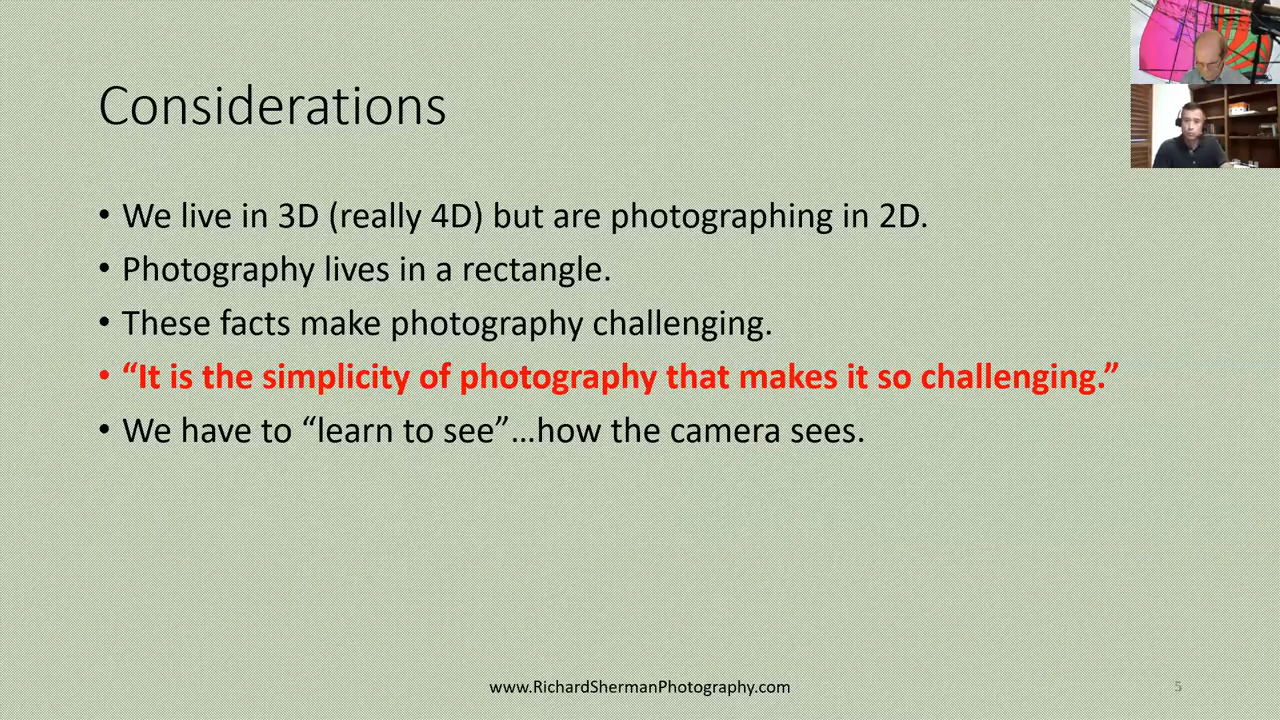 Considerations
• We live in 3D (really 4D) but are photographing in 2D.
• Photography lives in a rectangle.
• These facts make photography challenging.
• “It is the simplicity of photography that makes it so challenging.”
• We have to “learn to see”…how the camera sees.
www.RichardShermanPhotography.com
5